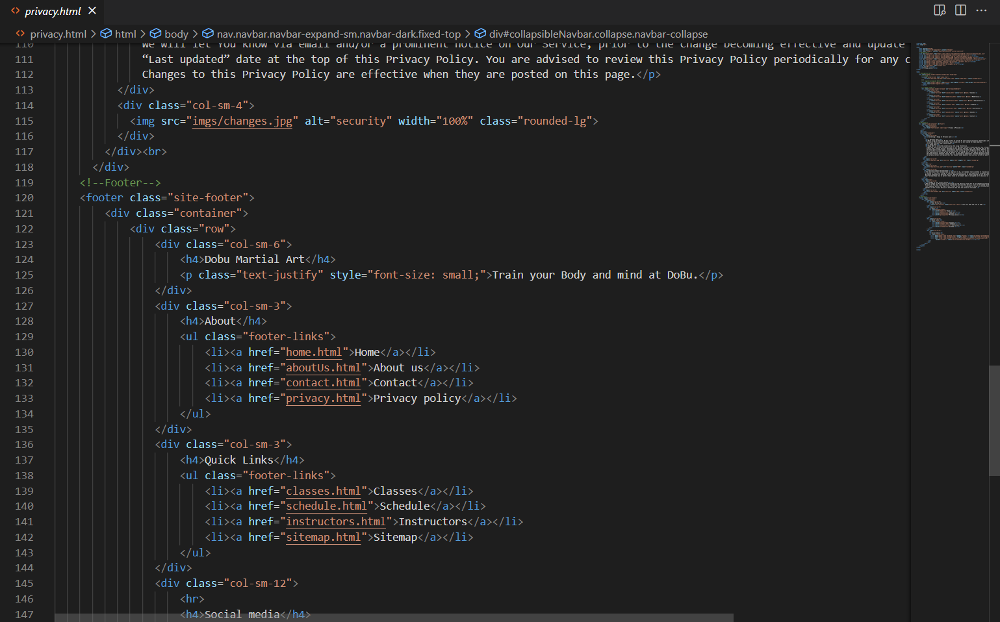 privacy.html
privacy.html > html > body > nav.navbar.navbar-expand-sm.navbar-dark.fixed-top > div#collapsibleNavbar.collapse.navbar-collapse
110 We will let You know via email and/or a prominent notice on Our Service, prior to the change becoming effective and update
111 “Last updated” date at the top of this Privacy Policy. You are advised to review this Privacy Policy periodically for any c
112 Changes to this Privacy Policy are effective when they are posted on this page.</p>
113 </div>
114 <div class="col-sm-4">
115 <img src="imgs/changes.jpg" alt="security" width="100%" class="rounded-lg">
116 </div>
117 </div><br>
118 </div>
119 <!--Footer-->
120 <footer class="site-footer">
121 <div class="container">
122 <div class="row">
123 <div class="col-sm-6">
124 <h4>Dobu Martial Art</h4>
125 <p class="text-justify" style="font-size: small;">Train your Body and mind at DoBu.</p>
126 </div>
127 <div class="col-sm-3">
128 <h4>About</h4>
129 <ul class="footer-links">
130 <li><a href="home.html">Home</a></li>
131 <li><a href="aboutUs.html">About us</a></li>
132 <li><a href="contact.html">Contact</a></li>
133 <li><a href="privacy.html">Privacy policy</a></li>
134 </ul>
135 </div>
136 <div class="col-sm-3">
137 <h4>Quick Links</h4>
138 <ul class="footer-links">
139 <li><a href="classes.html">Classes</a></li>
140 <li><a href="schedule.html">Schedule</a></li>
141 <li><a href="instructors.html">Instructors</a></li>
142 <li><a href="sitemap.html">Sitemap</a></li>
143 </ul>
144 </div>
145 <div class="col-sm-12">
146 <hr>
147 <h4>Social media</h4>